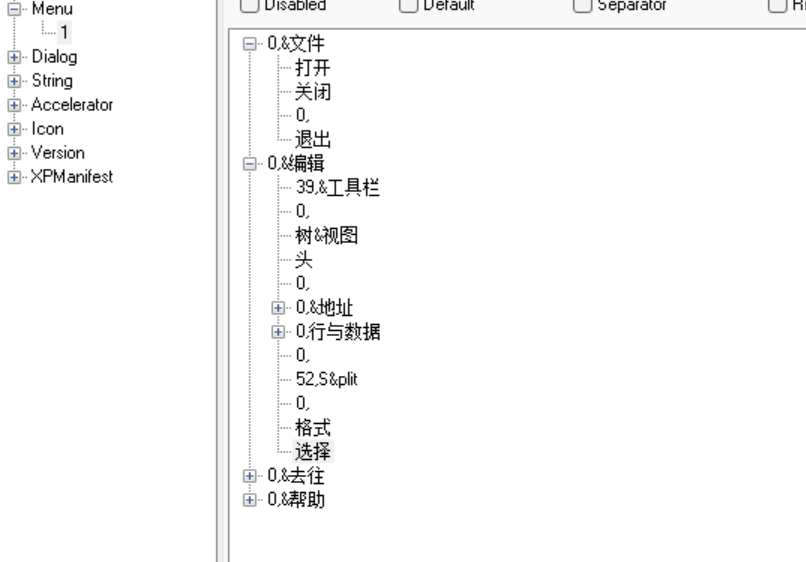 Menu
1
Dialog
String
Accelerator
Icon
Version
XPManifest
Disabled
Default
Separator
0,&文件
打开
关闭
0,
退出
0,&编辑
39,&工具栏
0,
树&视图
头
0,
0,&地址
0,行与数据
0,
52,S&plit
0,
格式
选择
0,&去往
0,&帮助